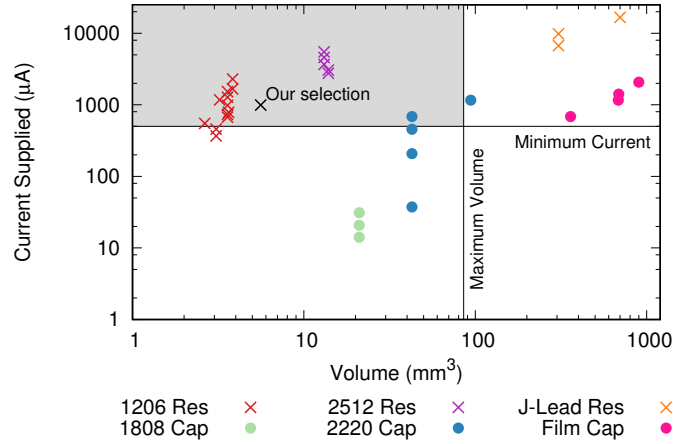 10000
1000
100
10
1
Current Supplied (μA)
Our selection
Minimum Current
Maximum Volume
1 10 100 1000
Volume (mm³)
1206 Res 2512 Res J-Lead Res
1808 Cap 2220 Cap Film Cap